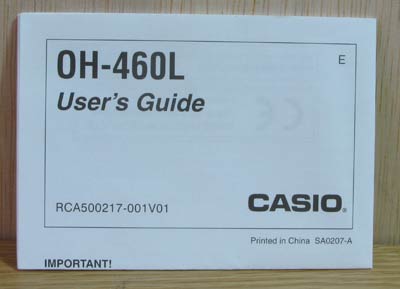 OH-460L
E
User's Guide
RCA500217-001V01
CASIO®
Printed in China SA0207-A
IMPORTANT!